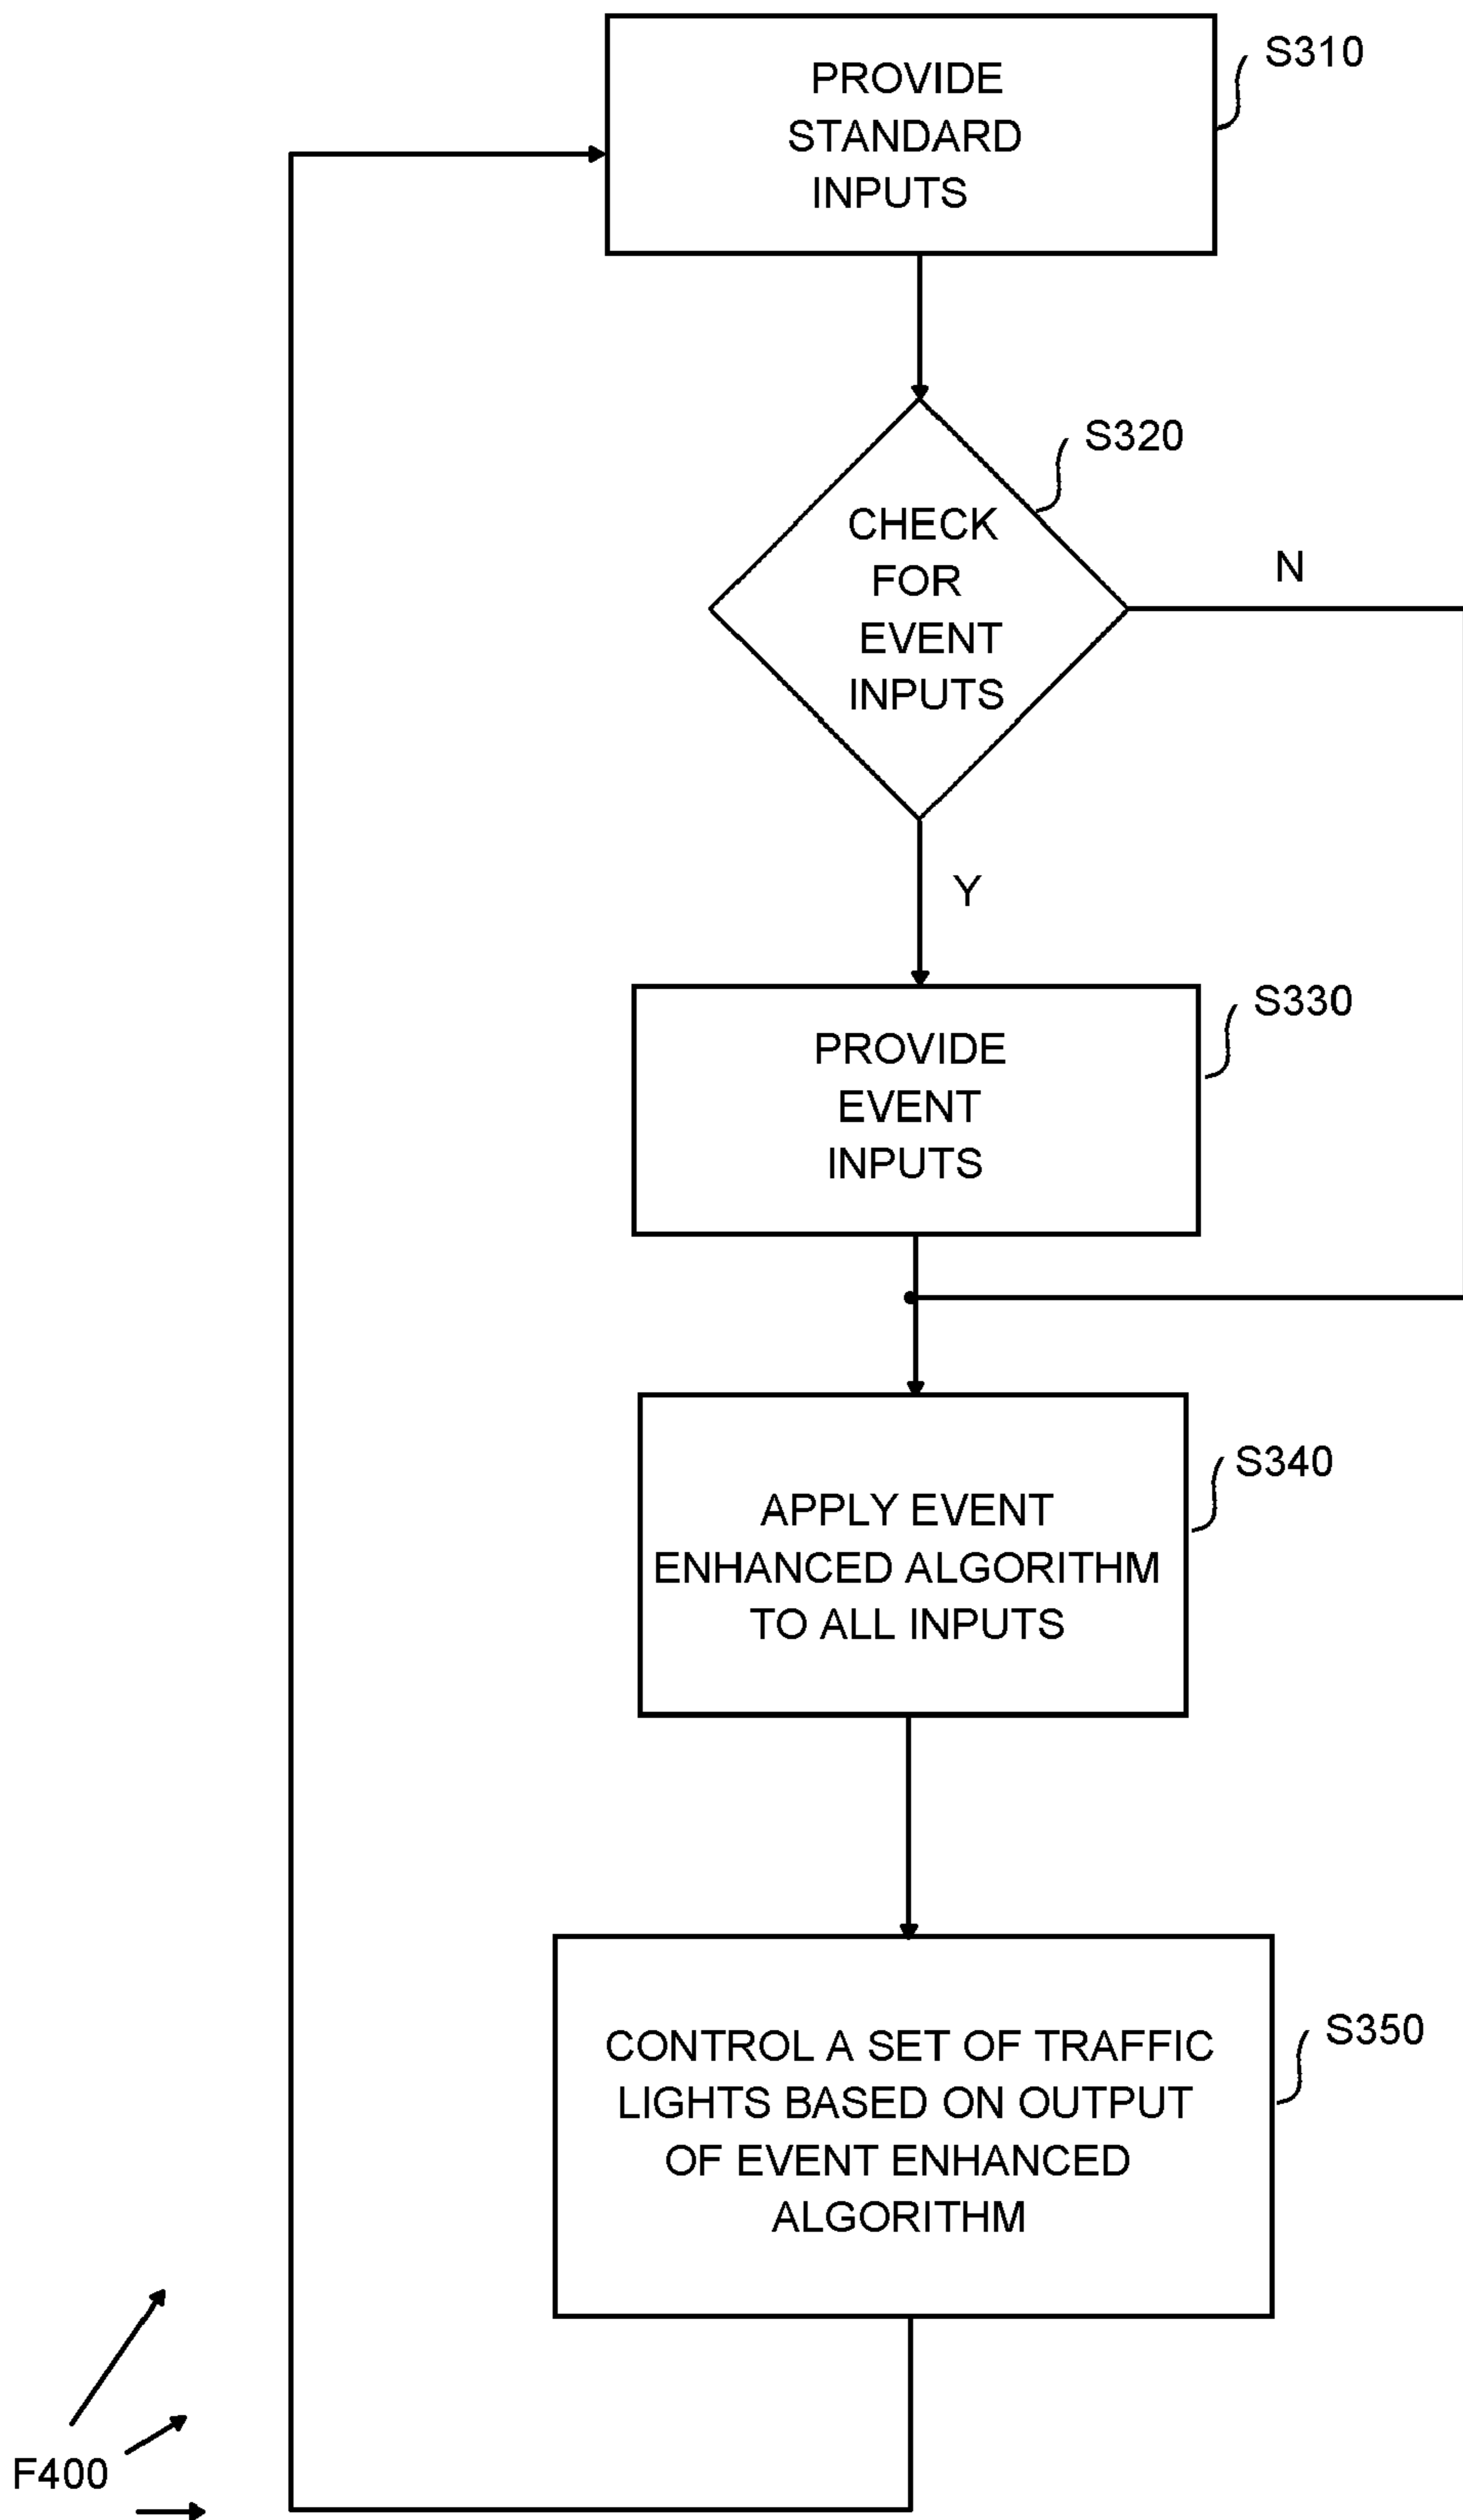 PROVIDE
STANDARD
INPUTS
S310
CHECK
FOR
EVENT
INPUTS
S320
N
Y
PROVIDE
EVENT
INPUTS
S330
APPLY EVENT
ENHANCED ALGORITHM
TO ALL INPUTS
S340
CONTROL A SET OF TRAFFIC
LIGHTS BASED ON OUTPUT
OF EVENT ENHANCED
ALGORITHM
S350
F400